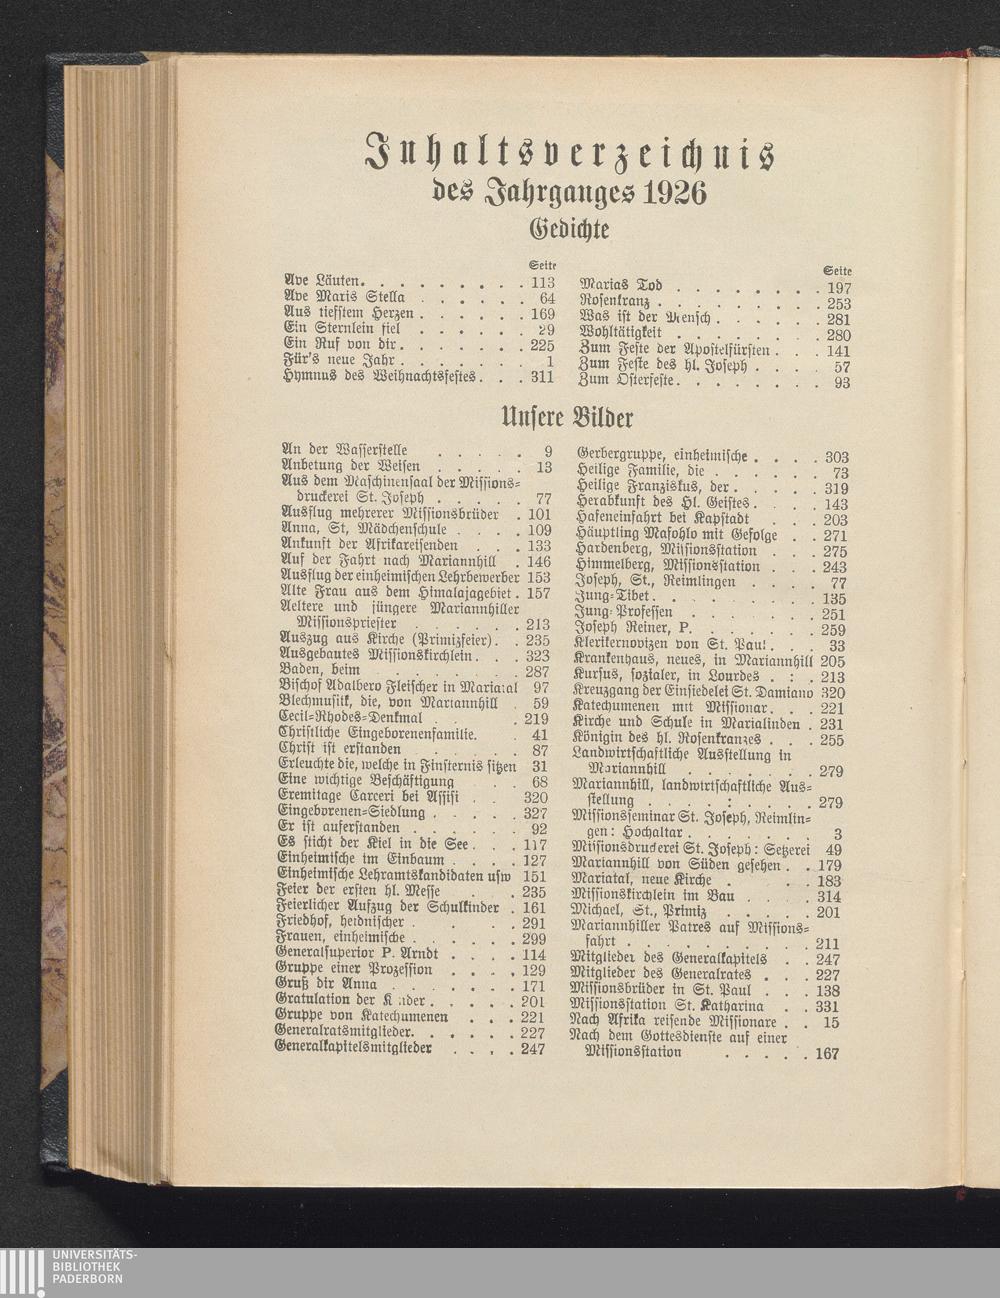 Inhaltsverzeichnis
des Jahrganges 1926
Gedichte
Seite
Ave Läuten. . . . . . . . . . 113
Ave Maris Stella . . . . . . 64
Aus tiefstem Herzen . . . . . . 169
Ein Sternlein fiel . . . . . . 29
Ein Ruf von dir . . . . . . . 225
Für's neue Jahr . . . . . . . 1
Hymnus des Weihnachtsfestes. . . 311
Seite
Marias Tod . . . . . . . . 197
Rosenkranz . . . . . . . . 253
Was ist der Mensch . . . . . . 281
Wohltätigkeit . . . . . . . 280
Zum Feste der Apostelfürsten . . . 141
Zum Feste des hl. Joseph . . . . 57
Zum Osterfeste. . . . . . . . 93
Unsere Bilder
An der Wasserstelle . . . . . 9
Anbetung der Weisen . . . . . 13
Aus dem Maschinensaal der Missions-
druckerei St. Joseph . . . . . 77
Ausflug mehrerer Missionsbrüder . 101
Anna, St, Mädchenschule . . . . 109
Ankunft der Afrikareisenden . . . 133
Auf der Fahrt nach Mariannhill . 146
Ausflug der einheimischen Lehrbewerber 153
Alte Frau aus dem Himalajagebiet . 157
Aeltere und jüngere Mariannhiller
Missionspriester . . . . . . 213
Auszug aus Kirche (Primizfeier) . . 235
Ausgebautes Missionskirchlein . . . 323
Baden, beim . . . . . . . 287
Bischof Adalbero Fleischer in Mariatal 97
Blechmusik, die, von Mariannhill . 59
Cecil-Rhodes-Denkmal . . . . . 219
Christliche Eingeborenenfamilie. . 41
Christ ist erstanden . . . . . 87
Erleuchte die, welche in Finsternis sitzen 31
Eine wichtige Beschäftigung . . 68
Eremitage Carceri bei Assisi . . 320
Eingeborenen-Siedlung . . . . . 327
Er ist auferstanden . . . . . . 92
Es sticht der Kiel in die See . . . 117
Einheimische im Einbaum . . . . 127
Einheimische Lehramtskandidaten usw 151
Feier der ersten hl. Messe . . . 235
Feierlicher Aufzug der Schulkinder . 161
Friedhof, heidnischer . . . . . 291
Frauen, einheimische . . . . . 299
Generalsuperior P. Arndt . . . . 114
Gruppe einer Prozession . . . . 129
Gruß dir Anna . . . . . . . 171
Gratulation der Kinder . . . . . 201
Gruppe von Katechumenen . . . 221
Generalratsmitglieder. . . . . . 227
Generalkapitelsmitglieder . . . . 247
Gerbergruppe, einheimische . . . . 303
Heilige Familie, die . . . . . 73
Heilige Franziskus, der . . . . . 319
Herabkunft des Hl. Geistes . . . . 143
Hafeneinfahrt bei Kapstadt . . . 203
Häuptling Mafohlo mit Gefolge . . 271
Hardenberg, Missionsstation . . . 275
Himmelberg, Missionsstation . . . 243
Joseph, St., Reimlingen . . . . 77
Jung-Tibet . . . . . . . . 135
Jung-Professen . . . . . . . 251
Joseph Reiner, P. . . . . . . . 259
Klerikernovizen von St. Paul . . . 33
Krankenhaus, neues, in Mariannhill 205
Kursus, sozialer, in Lourdes . : . 213
Kreuzgang der Einsiedelei St. Damiano 320
Katechumenen mit Missionar . . . 221
Kirche und Schule in Marialinden . 231
Königin des hl. Rosenkranzes . . . 255
Landwirtschaftliche Ausstellung in
Mariannhill . . . . . . . 279
Mariannhill, landwirtschaftliche Aus-
stellung . . . . : . . . . 279
Missionsseminar St. Joseph, Reimlin-
gen: Hochaltar . . . . . . . 3
Missionsdruckerei St. Joseph: Setzerei 49
Mariannhill von Süden gesehen . . 179
Mariatal, neue Kirche . . . 183
Missionskirchlein im Bau . . . . 314
Michael, St., Primiz . . . . . 201
Mariannhiller Patres auf Missions-
fahrt . . . . . . . . . 211
Mitglieder des Generalkapitels . . 247
Mitglieder des Generalrates . . . 227
Missionsbrüder in St. Paul . . . 138
Missionsstation St. Katharina . . 331
Nach Afrika reisende Missionare . . 15
Nach dem Gottesdienste auf einer
Missionsstation . . . . . 167
UNIVERSITÄTS-
BIBLIOTHEK
PADERBORN